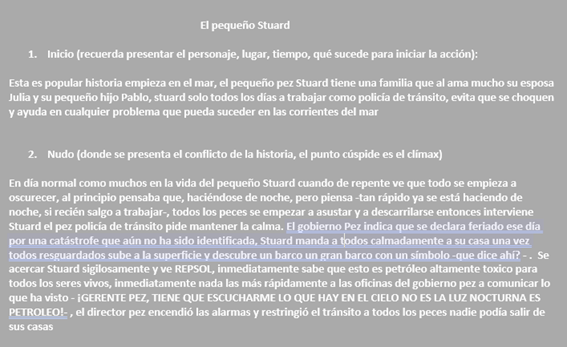 El pequeño Stuard
1. Inicio (recuerda presentar el personaje, lugar, tiempo, qué sucede para iniciar la acción):
Esta es popular historia empieza en el mar, el pequeño pez Stuard tiene una familia que al ama mucho su esposa
Julia y su pequeño hijo Pablo, stuard solo todos los días a trabajar como policía de tránsito, evita que se choquen
y ayuda en cualquier problema que pueda suceder en las corrientes del mar
2. Nudo (donde se presenta el conflicto de la historia, el punto cúspide es el clímax)
En día normal como muchos en la vida del pequeño Stuard cuando de repente ve que todo se empieza a
oscurecer, al principio pensaba que, haciéndose de noche, pero piensa -tan rápido ya se está haciendo de
noche, si recién salgo a trabajar-, todos los peces se empezar a asustar y a descarrilarse entonces interviene
Stuard el pez policía de tránsito pide mantener la calma. El gobierno Pez indica que se declara feriado ese día
por una catástrofe que aún no ha sido identificada, Stuard manda a todos calmadamente a su casa una vez
todos resguardados sube a la superficie y descubre un barco un gran barco con un símbolo -que dice ahí? - . Se
acercar Stuard sigilosamente y ve REPSOL, inmediatamente sabe que esto es petróleo altamente toxico para
todos los seres vivos, inmediatamente nada las más rápidamente a las oficinas del gobierno pez a comunicar lo
que ha visto - ¡GERENTE PEZ, TIENE QUE ESCUCHARME LO QUE HAY EN EL CIELO NO ES LA LUZ NOCTURNA ES
PETROLEO!- , el director pez encendió las alarmas y restringió el tránsito a todos los peces nadie podía salir de
sus casas